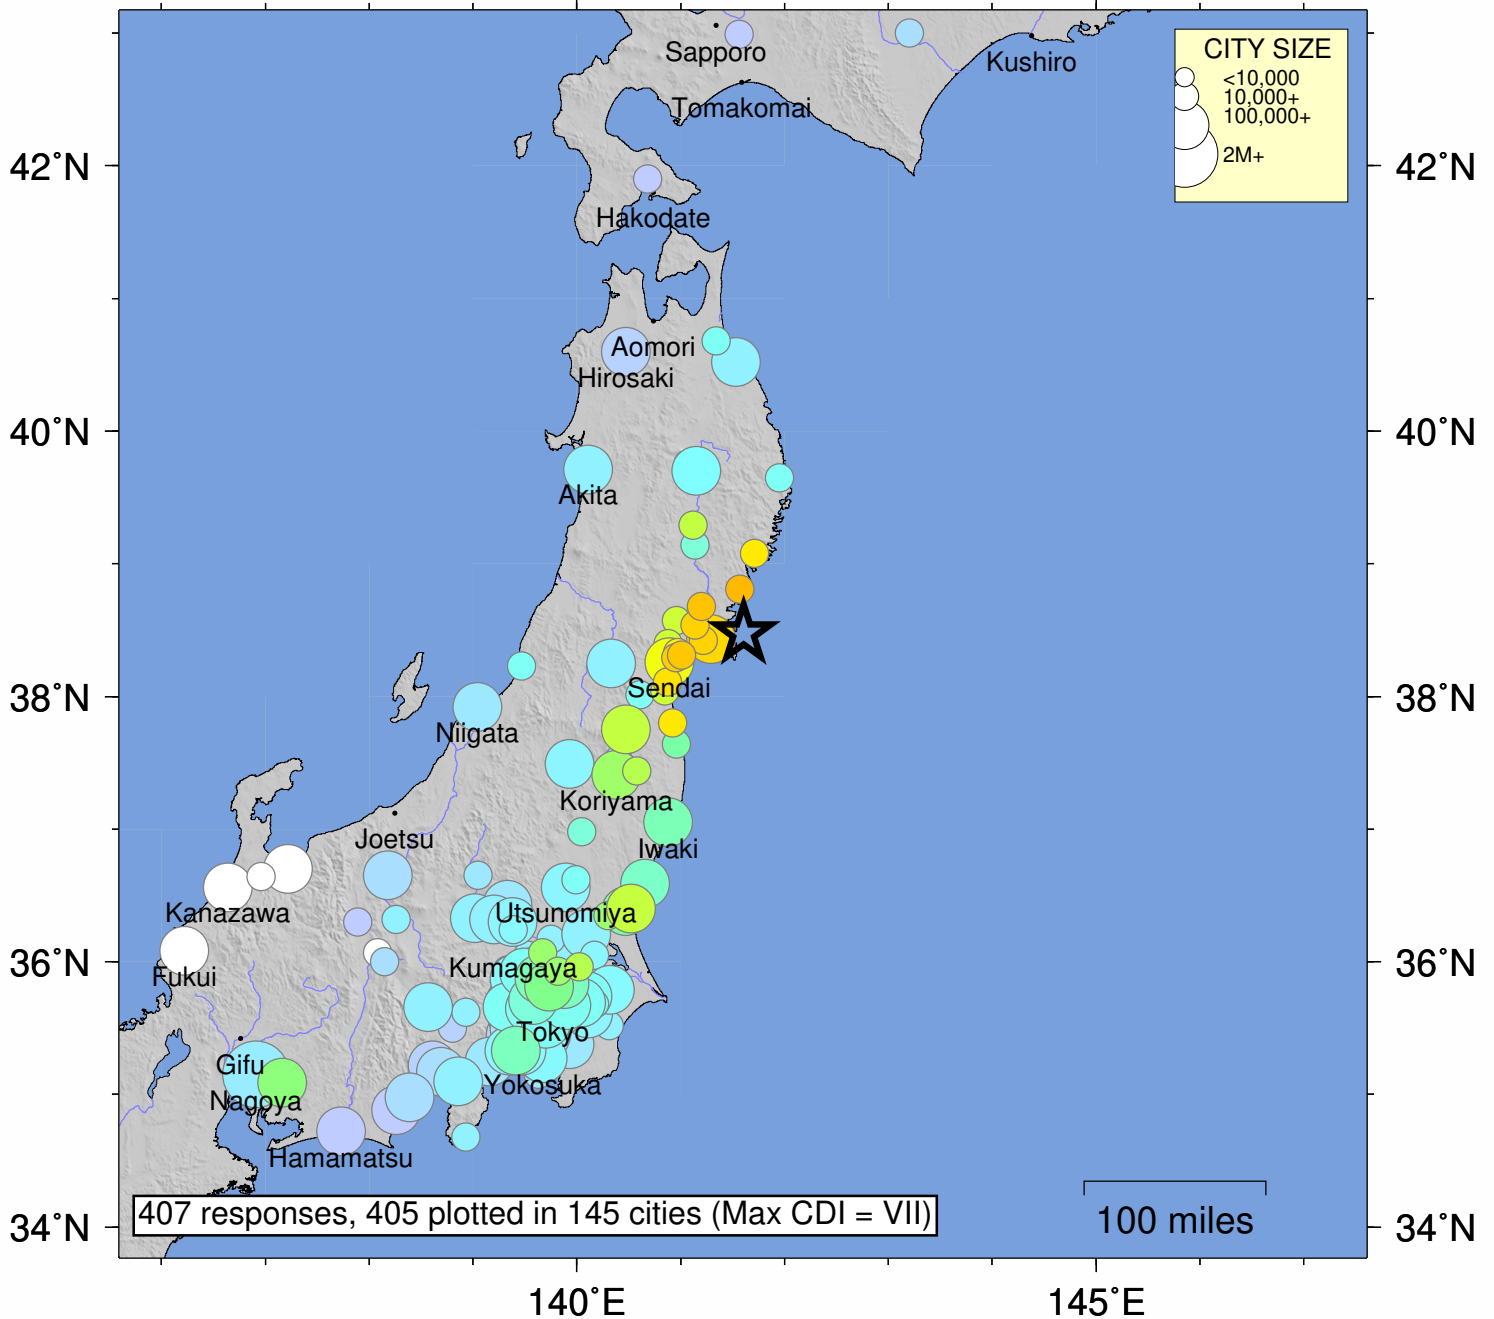 CITY SIZE
<10,000
10,000+
100,000+
2M+
Sapporo
Kushiro
Tomakomai
42˚N
42˚N
Hakodate
Aomori
Hirosaki
40˚N
40˚N
Akita
Sendai
38˚N
38˚N
Niigata
Koriyama
Joetsu
Iwaki
Kanazawa
Utsunomiya
36˚N
36˚N
Fukui
Kumagaya
Tokyo
Gifu
Yokosuka
Nagoya
Hamamatsu
407 responses, 405 plotted in 145 cities (Max CDI = VII)
100 miles
34˚N
34˚N
140˚E
145˚E